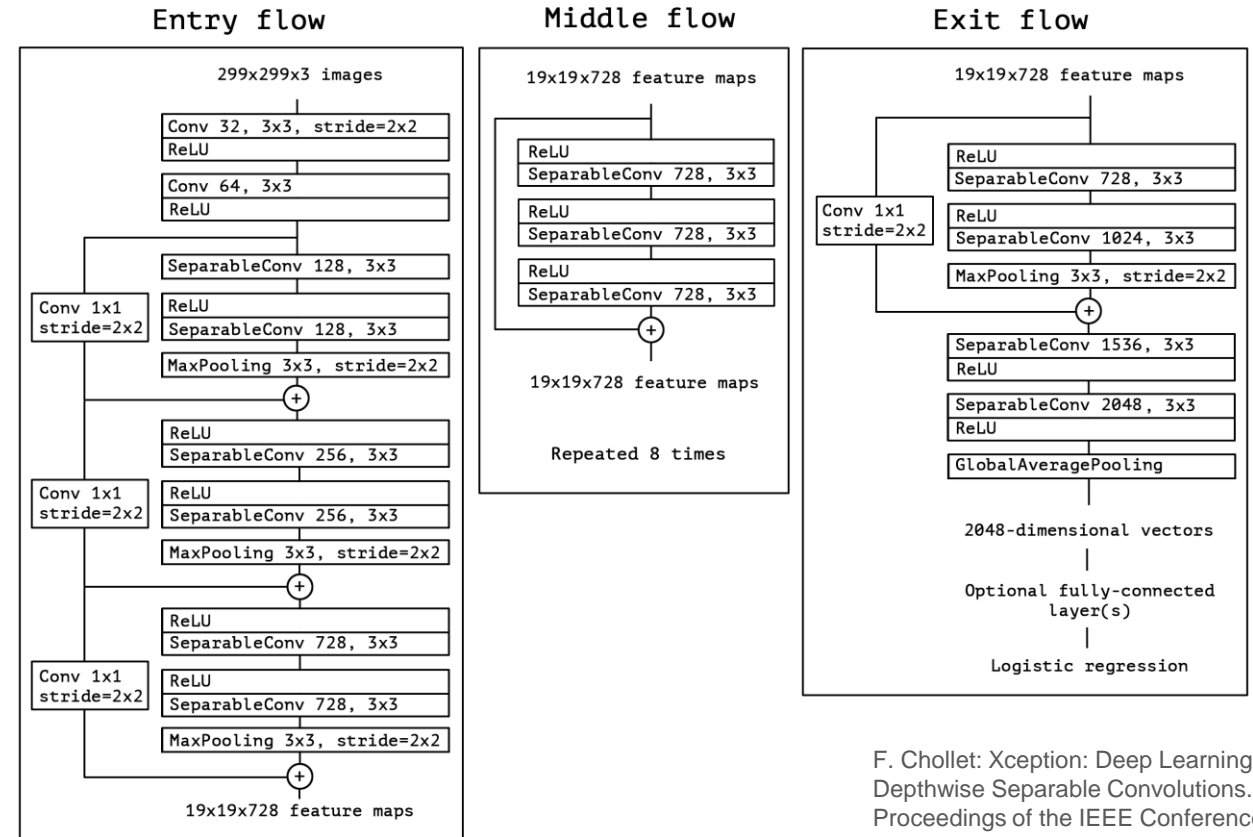 Entry flow
299x299x3 images
Conv 32, 3x3, stride=2x2
ReLU
Conv 64, 3x3
ReLU
SeparableConv 128, 3x3
Conv 1x1
stride=2x2
ReLU
SeparableConv 128, 3x3
MaxPooling 3x3, stride=2x2
+
ReLU
SeparableConv 256, 3x3
Conv 1x1
stride=2x2
ReLU
SeparableConv 256, 3x3
MaxPooling 3x3, stride=2x2
+
ReLU
SeparableConv 728, 3x3
Conv 1x1
stride=2x2
ReLU
SeparableConv 728, 3x3
MaxPooling 3x3, stride=2x2
+
19x19x728 feature maps
Middle flow
19x19x728 feature maps
ReLU
SeparableConv 728, 3x3
ReLU
SeparableConv 728, 3x3
ReLU
SeparableConv 728, 3x3
+
19x19x728 feature maps
Repeated 8 times
Exit flow
19x19x728 feature maps
ReLU
SeparableConv 728, 3x3
Conv 1x1
stride=2x2
ReLU
SeparableConv 1024, 3x3
MaxPooling 3x3, stride=2x2
+
SeparableConv 1536, 3x3
ReLU
SeparableConv 2048, 3x3
ReLU
GlobalAveragePooling
2048-dimensional vectors
Optional fully-connected
layer(s)
Logistic regression
F. Chollet: Xception: Deep Learning
Depthwise Separable Convolutions.
Proceedings of the IEEE Conference